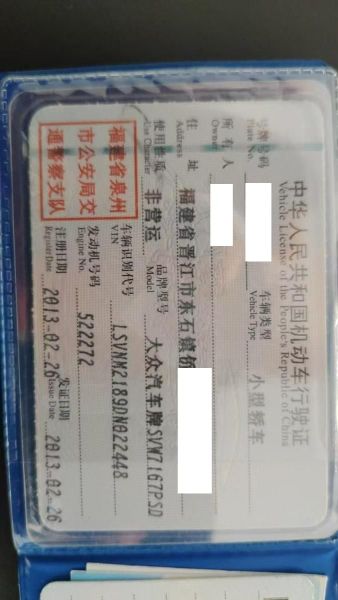 中华人民共和国机动车行驶证
Vehicle License of the People's Republic of China
号牌号码
Plate No.
车辆类型
Vehicle Type
小型轿车
所有人
Owner
住址
Address
福建省晋江市东石镇
使用性质
Use Character
非营运
品牌型号
Model
大众汽车牌SVW7167PSD
福建省泉州
市公安局交
通警察支队
车辆识别代号
VIN
LSVNM2189DN022448
发动机号码
Engine No.
522272
注册日期
Register Date
2013-02-26
发证日期
Issue Date
2013-02-26